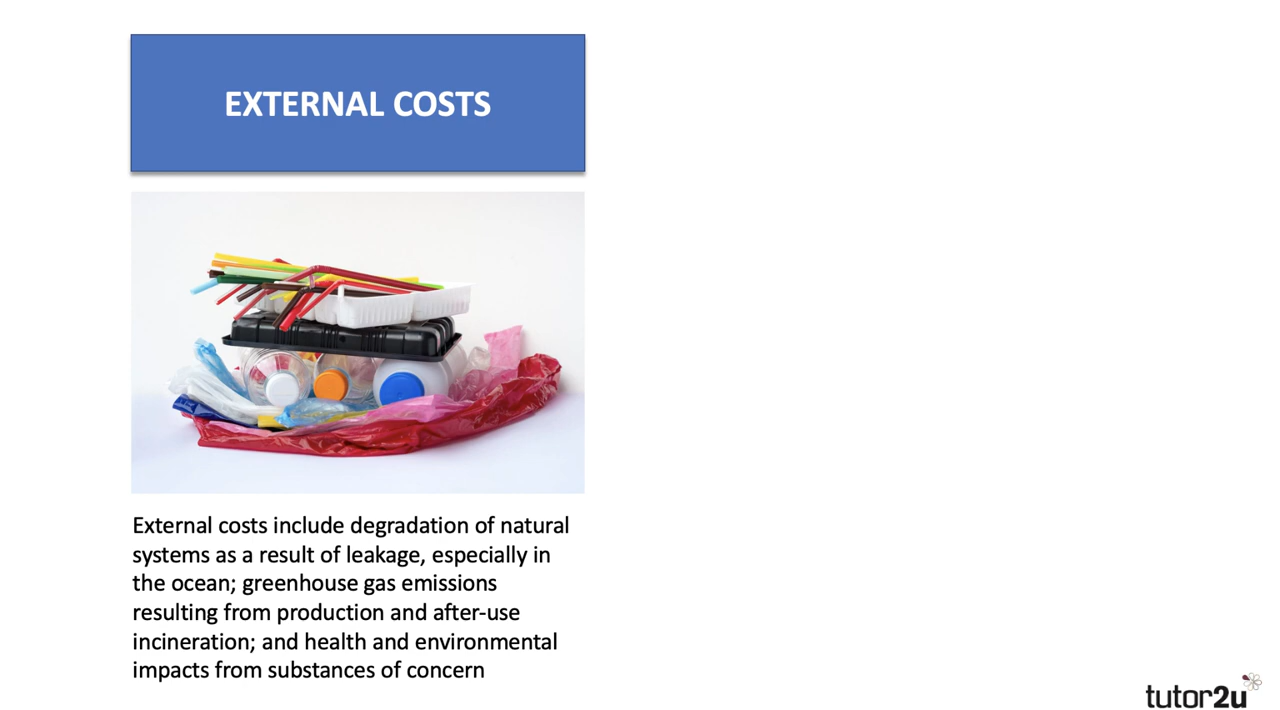 EXTERNAL COSTS
External costs include degradation of natural
systems as a result of leakage, especially in
the ocean; greenhouse gas emissions
resulting from production and after-use
incineration; and health and environmental
impacts from substances of concern
tutor2u